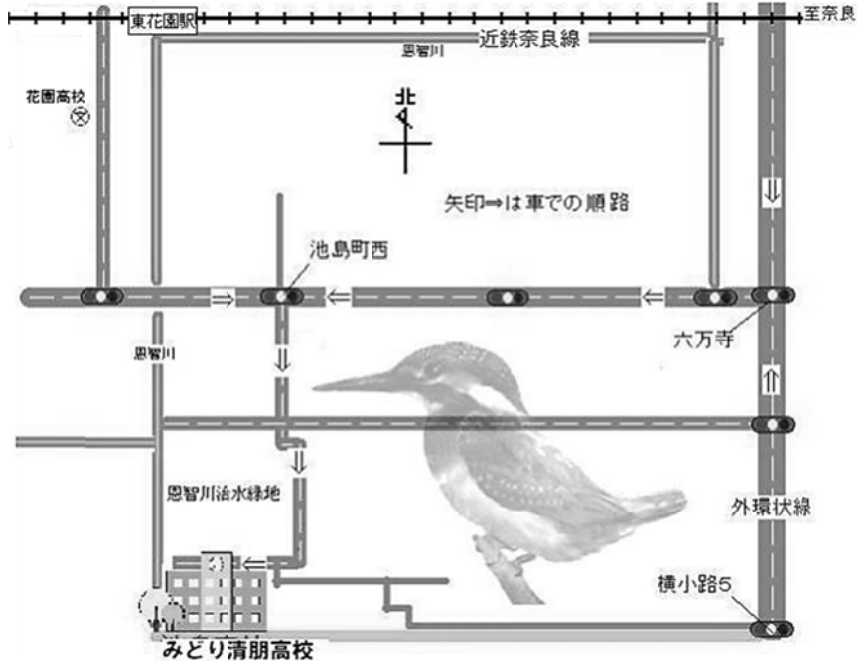 東花園駅
至奈良
近鉄奈良線
恩智川
花園高校
北
矢印⇒は車での順路
池島町西
六万寺
恩智川
恩智川治水緑地
外環状線
横小路5
みどり清朋高校